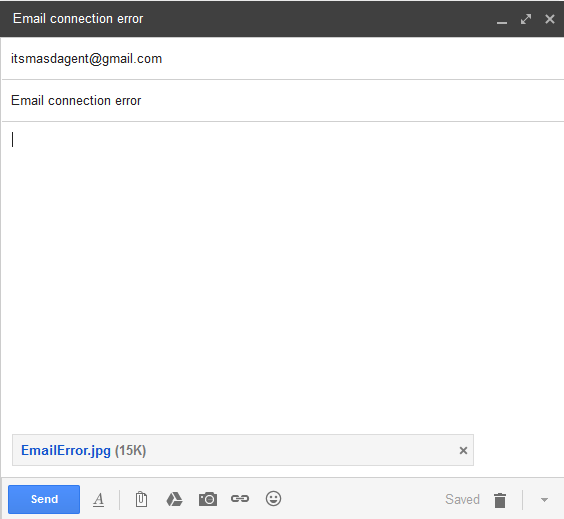 Email connection error
itsmasdagent@gmail.com
Email connection error
EmailError.jpg (15K)
Send A Saved